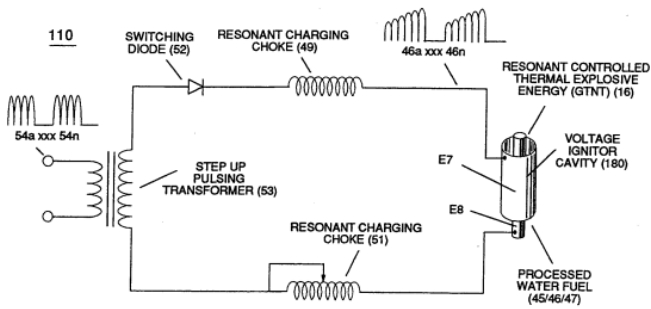 110
SWITCHING
DIODE (52)
RESONANT CHARGING
CHOKE (49)
46a xxx 46n
RESONANT CONTROLLED
THERMAL EXPLOSIVE
ENERGY (GTNT) (16)
54a xxx 54n
VOLTAGE
IGNITOR
CAVITY (180)
E7
STEP UP
PULSING
TRANSFORMER (53)
E8
RESONANT CHARGING
CHOKE (51)
PROCESSED
WATER FUEL
(45/46/47)